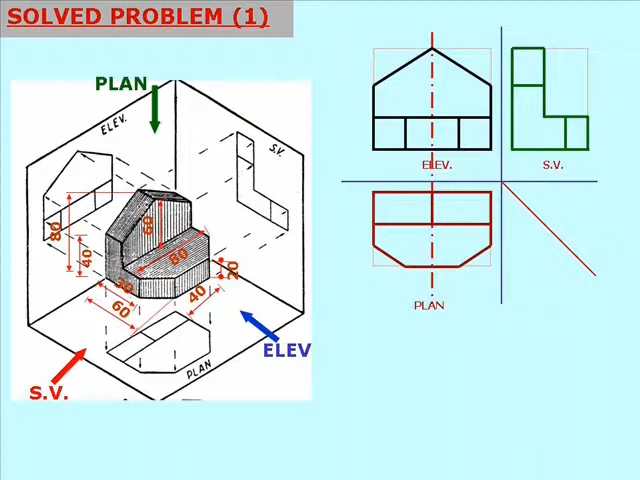 SOLVED PROBLEM (1)
PLAN
ELEV.
S.V.
60
80
80
40
20
30
40
60
ELEV
PLAN
S.V.
ELEV.
S.V.
PLAN